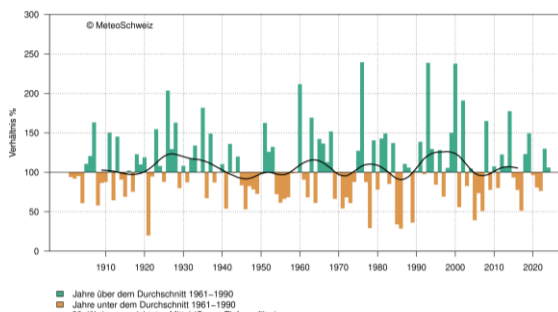 © MeteoSchweiz
Verhältnis %
300
250
200
150
100
50
0
1910 1920 1930 1940 1950 1960 1970 1980 1990 2000 2010 2020
Jahre über dem Durchschnitt 1961−1990
Jahre unter dem Durchschnitt 1961−1990